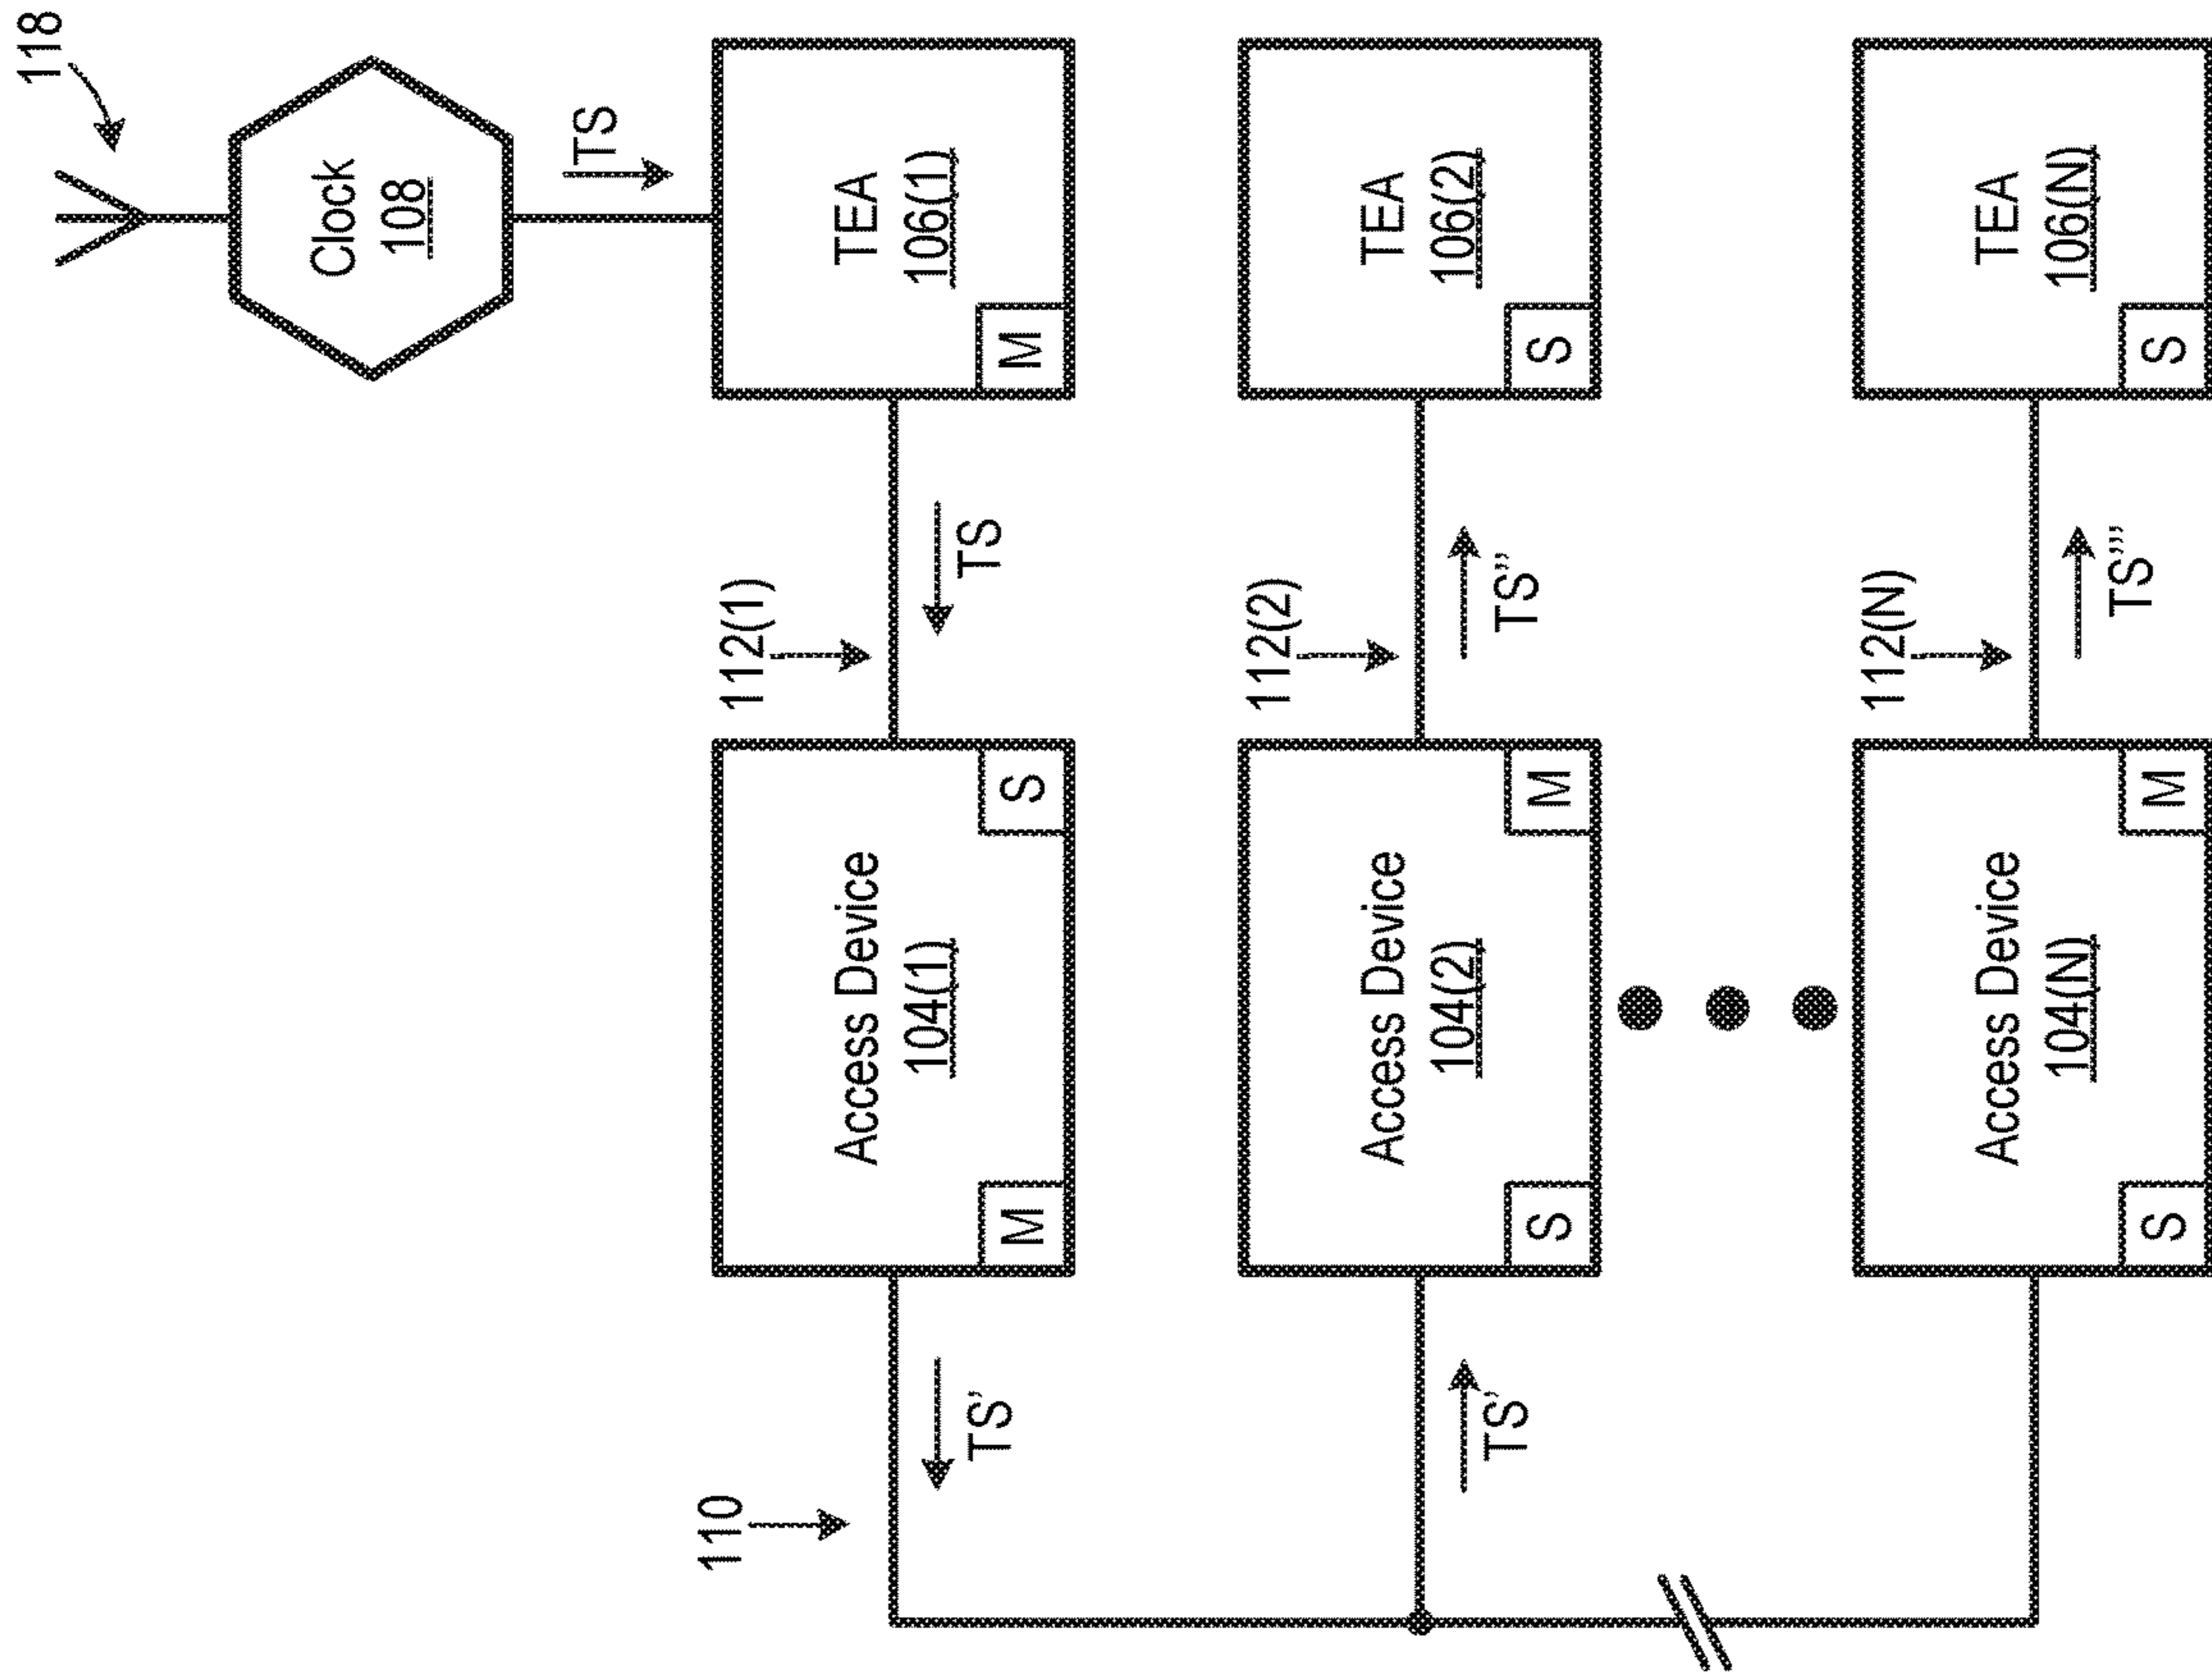 118
Clock
108
TS
110
112(1)
Access Device
104(1)
TEA
106(1)
TS'
TS
M
S
M
112(2)
Access Device
104(2)
TEA
106(2)
TS'
TS''
S
M
S
112(N)
Access Device
104(N)
TEA
106(N)
TS'''
S
M
S